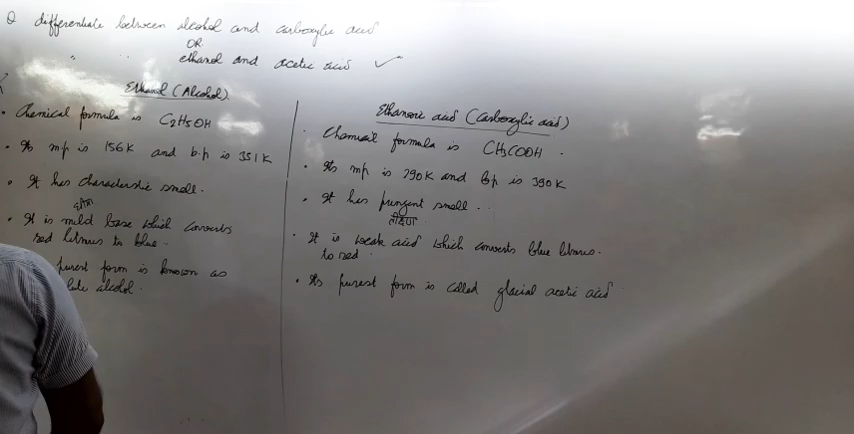 Q differentiate between alcohol and carboxylic acid
OR
" " ethanol and acetic acid
Ethanol (Alcohol)
• Chemical formula is C2H5OH
• Its mp is 156K and b.p is 351K
• It has characteristic smell.
• It is mild base which converts
red litmus to blue.
purest form is known as
alcohol.
Ethanoic acid (Carboxylic acid)
• Chemical formula is CH3COOH.
• Its mp is 290K and bp is 390K
• It has pungent smell.
तीक्ष्ण
• It is weak acid which converts blue litmus.
to red.
• Its purest form is called glacial acetic acid